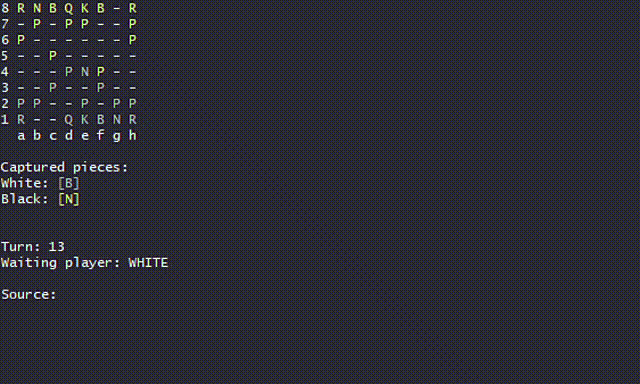 8 R N B Q K B - R
7 - P - P P - - P
6 P - - - - - - P
5 - - P - - - - -
4 - - - P N P - -
3 - - P - - P - -
2 P P - - P - P P
1 R - - Q K B N R
a b c d e f g h
Captured pieces:
White: [B]
Black: [N]
Turn: 13
Waiting player: WHITE
Source: